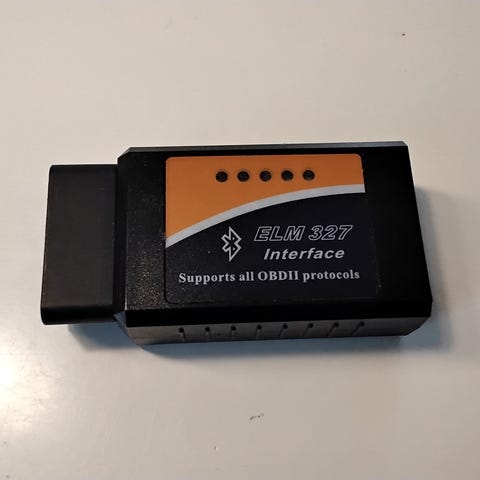 ELM 327
Interface
Supports all OBDII protocols